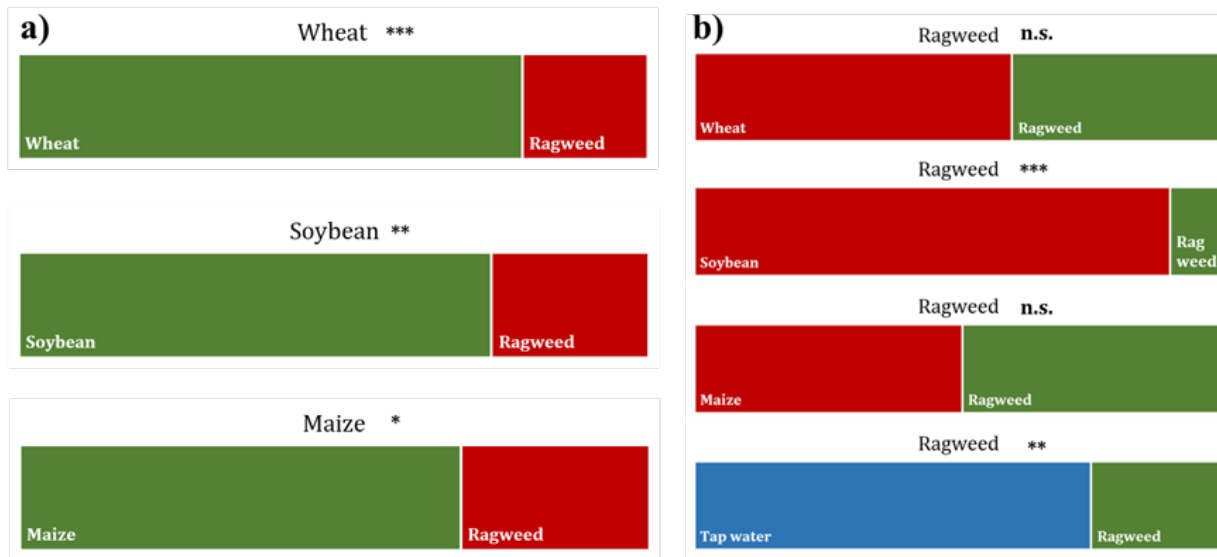 a)
Wheat ***
Wheat Ragweed
Soybean **
Soybean Ragweed
Maize *
Maize Ragweed
b)
Ragweed n.s.
Wheat Ragweed
Ragweed ***
Soybean Rag
weed
Ragweed n.s.
Maize Ragweed
Ragweed **
Tap water Ragweed